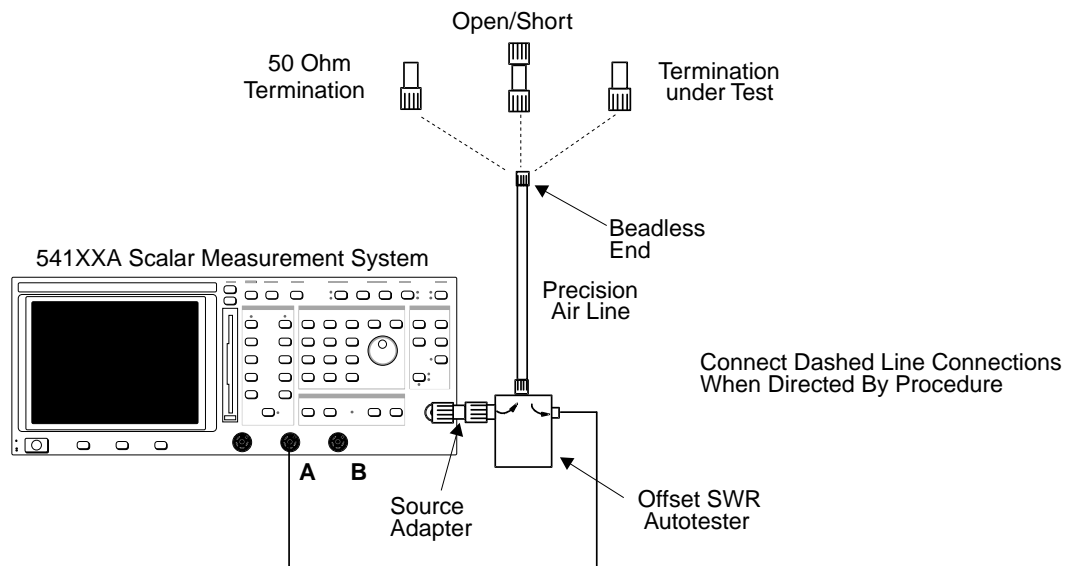 Open/Short
50 Ohm
Termination
Termination
under Test
Beadless
End
541XXA Scalar Measurement System
Precision
Air Line
Connect Dashed Line Connections
When Directed By Procedure
A B
Source
Adapter
Offset SWR
Autotester